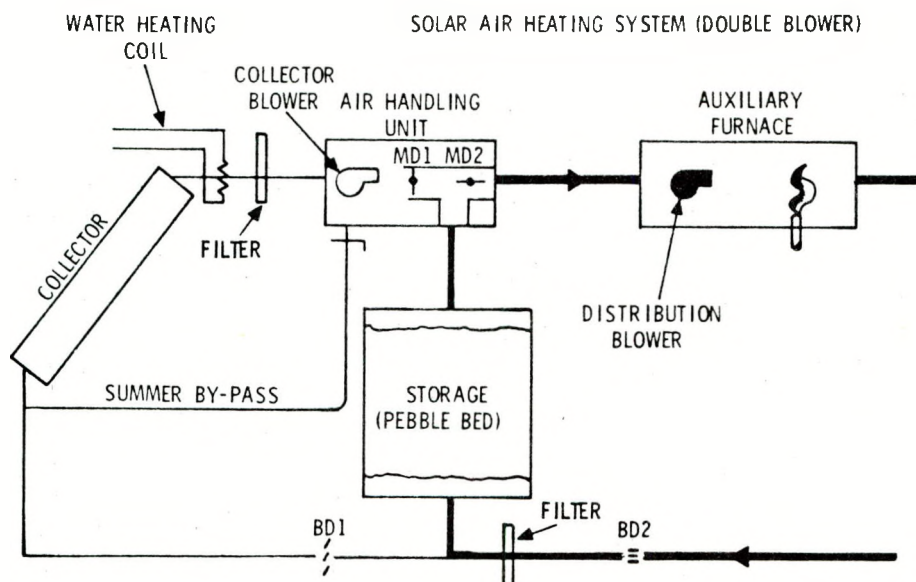 WATER HEATING
COIL
SOLAR AIR HEATING SYSTEM (DOUBLE BLOWER)
COLLECTOR
BLOWER
AIR HANDLING
UNIT
AUXILIARY
FURNACE
MD1 MD2
FILTER
COLLECTOR
DISTRIBUTION
BLOWER
SUMMER BY-PASS
STORAGE
(PEBBLE BED)
FILTER
BD1
BD2